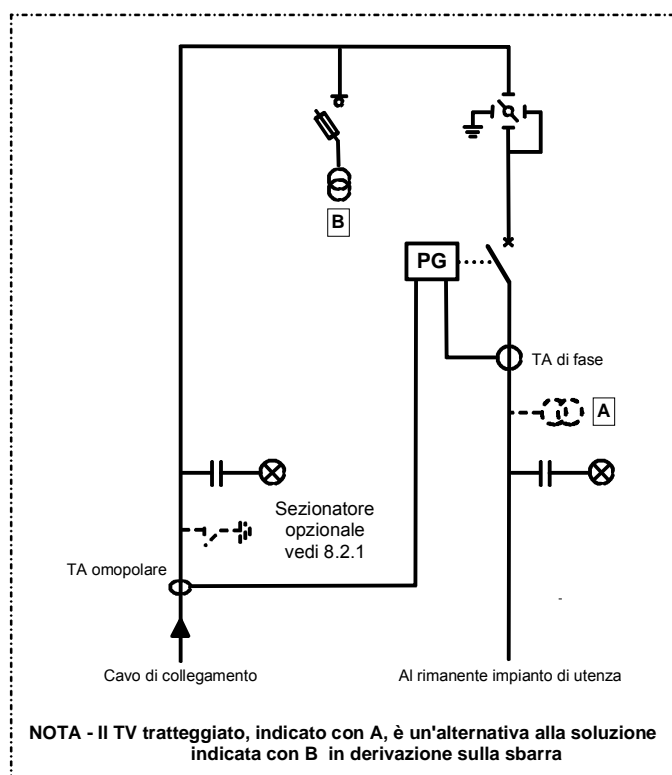 B
PG
TA di fase
A
Sezionatore
opzionale
vedi 8.2.1
TA omopolare
Cavo di collegamento
Al rimanente impianto di utenza
NOTA - Il TV tratteggiato, indicato con A, è un'alternativa alla soluzione
indicata con B in derivazione sulla sbarra